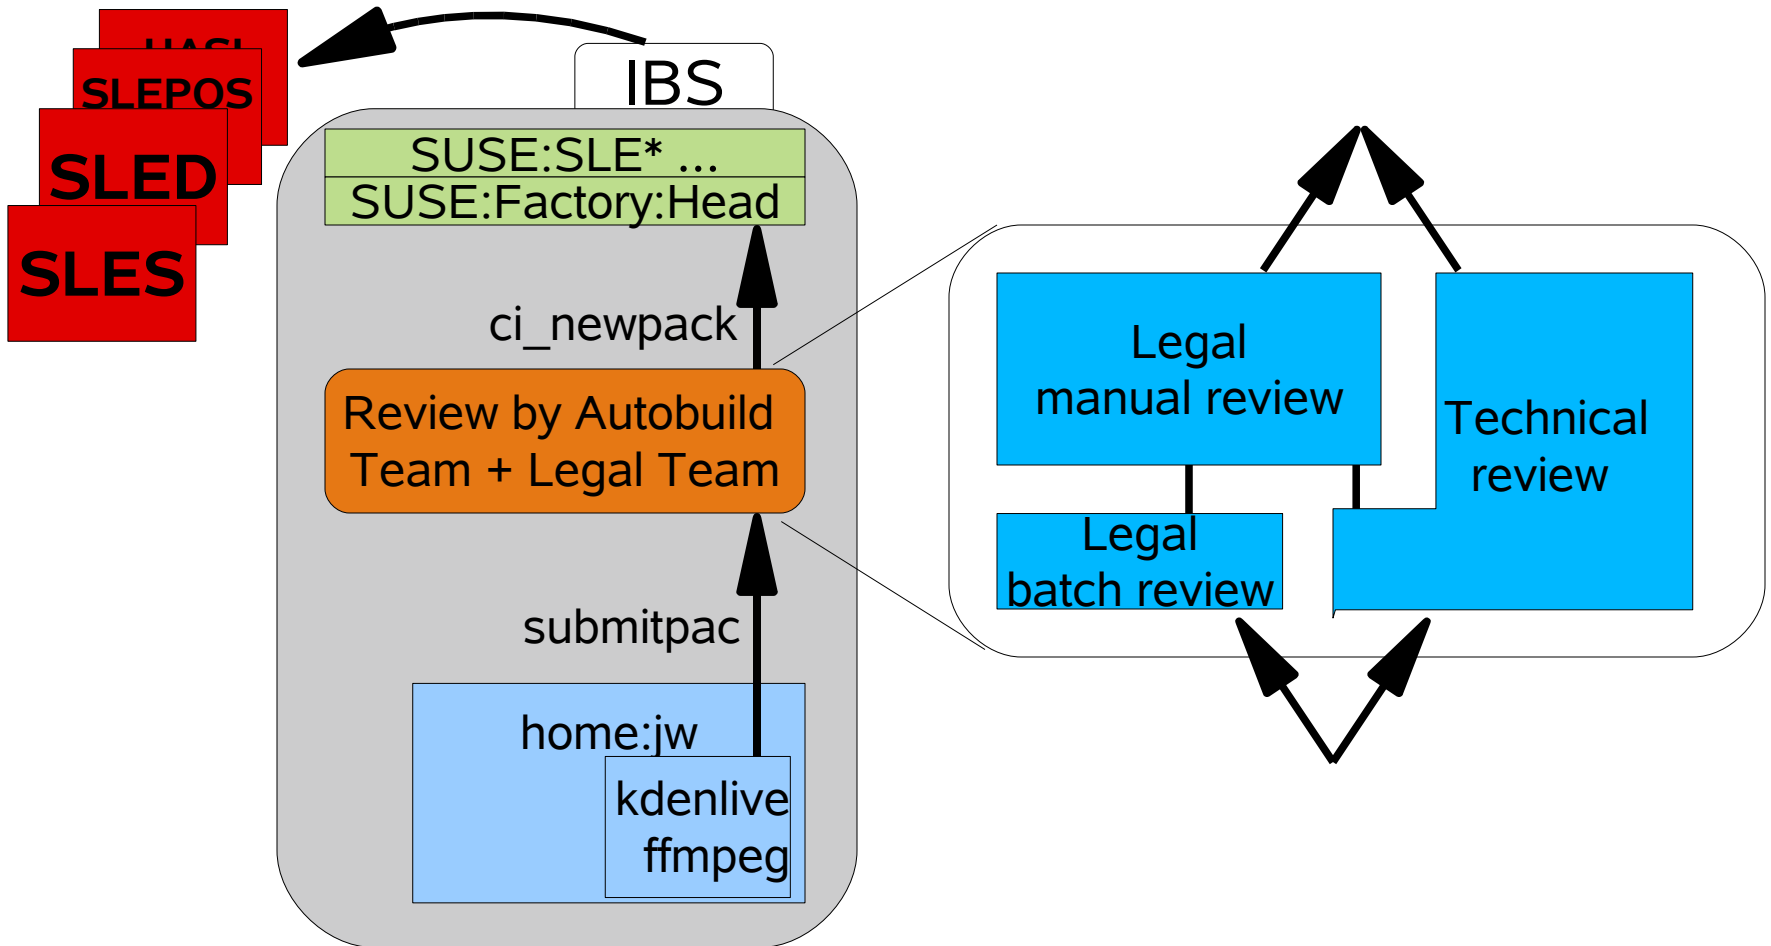 SLEPOS
SLED
SLES
IBS
SUSE:SLE* ...
SUSE:Factory:Head
ci_newpack
Review by Autobuild
Team + Legal Team
submitpac
home:jw
kdenlive
ffmpeg
Legal
manual review
Technical
review
Legal
batch review